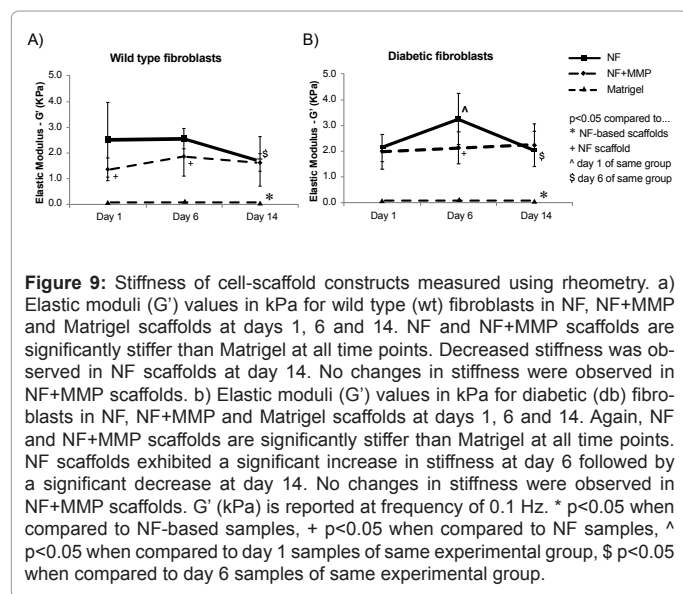 A)
Wild type fibroblasts
Elastic Modulus - G' (KPa)
5.0
4.0
3.0
2.0
1.0
0.0
+
+
$
*
Day 1
Day 6
Day 14
B)
Diabetic fibroblasts
Elastic Modulus - G' (KPa)
5.0
4.0
3.0
2.0
1.0
0.0
^
+
$
*
Day 1
Day 6
Day 14
NF
NF+MMP
Matrigel
p<0.05 compared to...
* NF-based scaffolds
+ NF scaffold
^ day 1 of same group
$ day 6 of same group
Figure 9: Stiffness of cell-scaffold constructs measured using rheometry. a)
Elastic moduli (G’) values in kPa for wild type (wt) fibroblasts in NF, NF+MMP
and Matrigel scaffolds at days 1, 6 and 14. NF and NF+MMP scaffolds are
significantly stiffer than Matrigel at all time points. Decreased stiffness was ob-
served in NF scaffolds at day 14. No changes in stiffness were observed in
NF+MMP scaffolds. b) Elastic moduli (G’) values in kPa for diabetic (db) fibro-
blasts in NF, NF+MMP and Matrigel scaffolds at days 1, 6 and 14. Again, NF
and NF+MMP scaffolds are significantly stiffer than Matrigel at all time points.
NF scaffolds exhibited a significant increase in stiffness at day 6 followed by
a significant decrease at day 14. No changes in stiffness were observed in
NF+MMP scaffolds. G’ (kPa) is reported at frequency of 0.1 Hz. * p<0.05 when
compared to NF-based samples, + p<0.05 when compared to NF samples, ^
p<0.05 when compared to day 1 samples of same experimental group, $ p<0.05
when compared to day 6 samples of same experimental group.